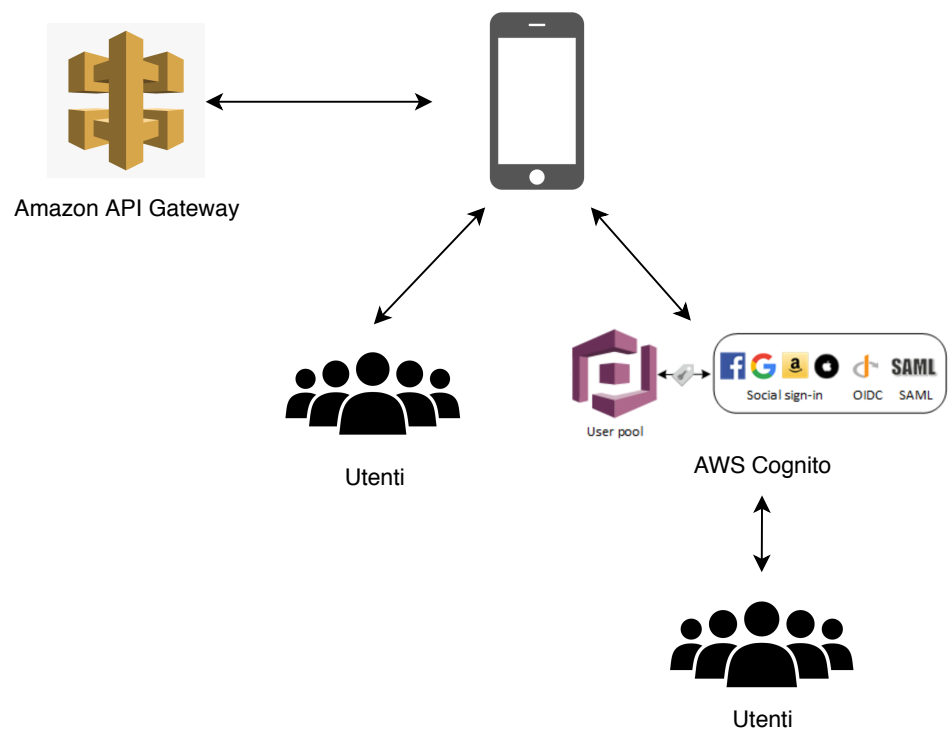 Amazon API Gateway
Utenti
User pool
f G a
SAML
Social sign-in OIDC SAML
AWS Cognito
Utenti